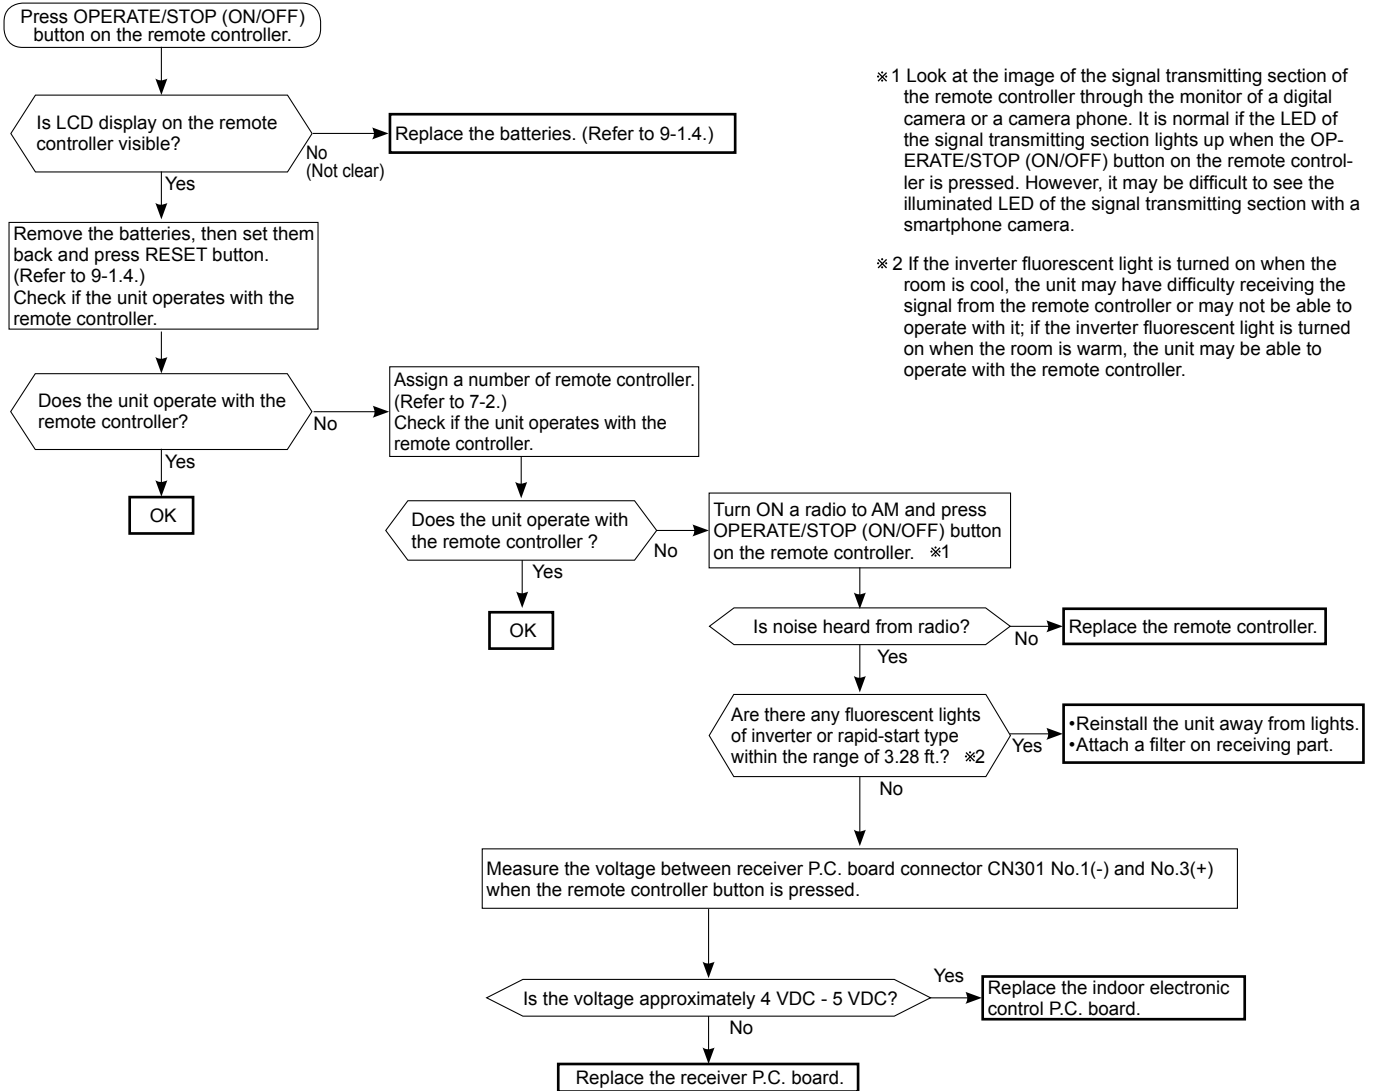 Press OPERATE/STOP (ON/OFF)
button on the remote controller.
Is LCD display on the remote
controller visible?
No
(Not clear)
Replace the batteries. (Refer to 9-1.4.)
Yes
Remove the batteries, then set them
back and press RESET button.
(Refer to 9-1.4.)
Check if the unit operates with the
remote controller.
Does the unit operate with the
remote controller?
No
Yes
OK
Assign a number of remote controller.
(Refer to 7-2.)
Check if the unit operates with the
remote controller.
Does the unit operate with
the remote controller ?
No
Yes
OK
Turn ON a radio to AM and press
OPERATE/STOP (ON/OFF) button
on the remote controller. ※1
Is noise heard from radio?
No
Replace the remote controller.
Yes
Are there any fluorescent lights
of inverter or rapid-start type
within the range of 3.28 ft.? ※2
Yes
•Reinstall the unit away from lights.
•Attach a filter on receiving part.
No
Measure the voltage between receiver P.C. board connector CN301 No.1(-) and No.3(+)
when the remote controller button is pressed.
Is the voltage approximately 4 VDC - 5 VDC?
Yes
Replace the indoor electronic
control P.C. board.
No
Replace the receiver P.C. board.
※1 Look at the image of the signal transmitting section of
the remote controller through the monitor of a digital
camera or a camera phone. It is normal if the LED of
the signal transmitting section lights up when the OP-
ERATE/STOP (ON/OFF) button on the remote control-
ler is pressed. However, it may be difficult to see the
illuminated LED of the signal transmitting section with a
smartphone camera.
※2 If the inverter fluorescent light is turned on when the
room is cool, the unit may have difficulty receiving the
signal from the remote controller or may not be able to
operate with it; if the inverter fluorescent light is turned
on when the room is warm, the unit may be able to
operate with the remote controller.